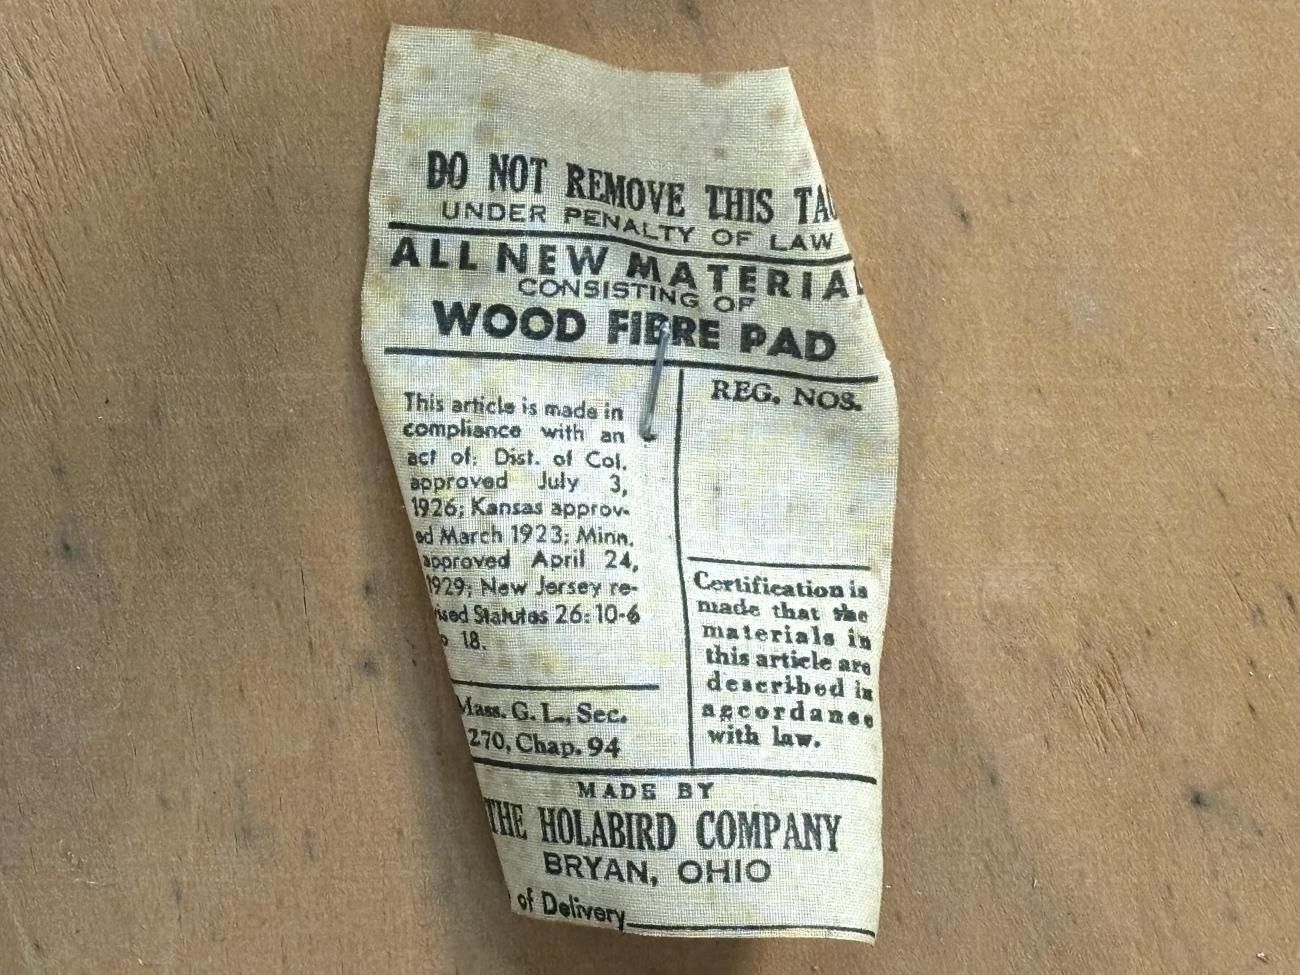 DO NOT REMOVE THIS TAG
UNDER PENALTY OF LAW
ALL NEW MATERIAL
CONSISTING OF
WOOD FIBRE PAD
This article is made in
compliance with an
act of: Dist. of Col.
approved July 3,
1926; Kansas approv-
ed March 1923; Minn.
approved April 24,
1929; New Jersey re-
vised Statutes 26:10-6
to 18.
Mass. G. L., Sec.
270, Chap. 94
REG. NOS.
Certification is
made that the
materials in
this article are
described in
accordance
with law.
MADE BY
THE HOLABIRD COMPANY
BRYAN, OHIO
of Delivery